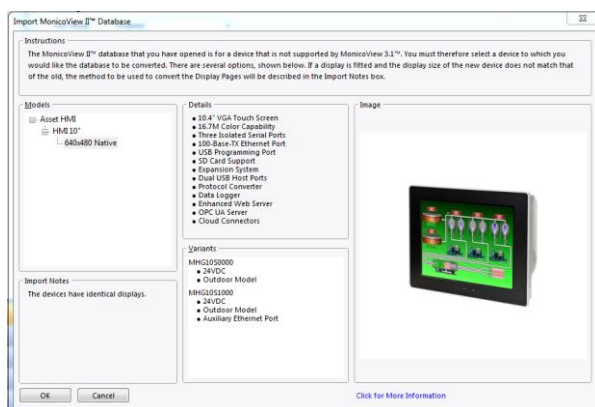 Import MonicoView II™ Database
Instructions
The MonicoView II™ database that you have opened is for a device that is not supported by MonicoView 3.1™. You must therefore select a device to which you
would like the database to be converted. There are several options, shown below. If a display is fitted and the display size of the new device does not match that
of the old, the method to be used to convert the Display Pages will be described in the Import Notes box.
Models
Asset HMI
HMI 10"
640x480 Native
Import Notes
The devices have identical displays.
Details
• 10.4" VGA Touch Screen
• 16.7M Color Capability
• Three Isolated Serial Ports
• 100-Base-TX Ethernet Port
• USB Programming Port
• SD Card Support
• Expansion System
• Dual USB Host Ports
• Protocol Converter
• Data Logger
• Enhanced Web Server
• OPC UA Server
• Cloud Connectors
Variants
MHG10S0000
• 24VDC
• Outdoor Model
MHG10S1000
• 24VDC
• Outdoor Model
• Auxiliary Ethernet Port
Image
OK
Cancel
Click for More Information